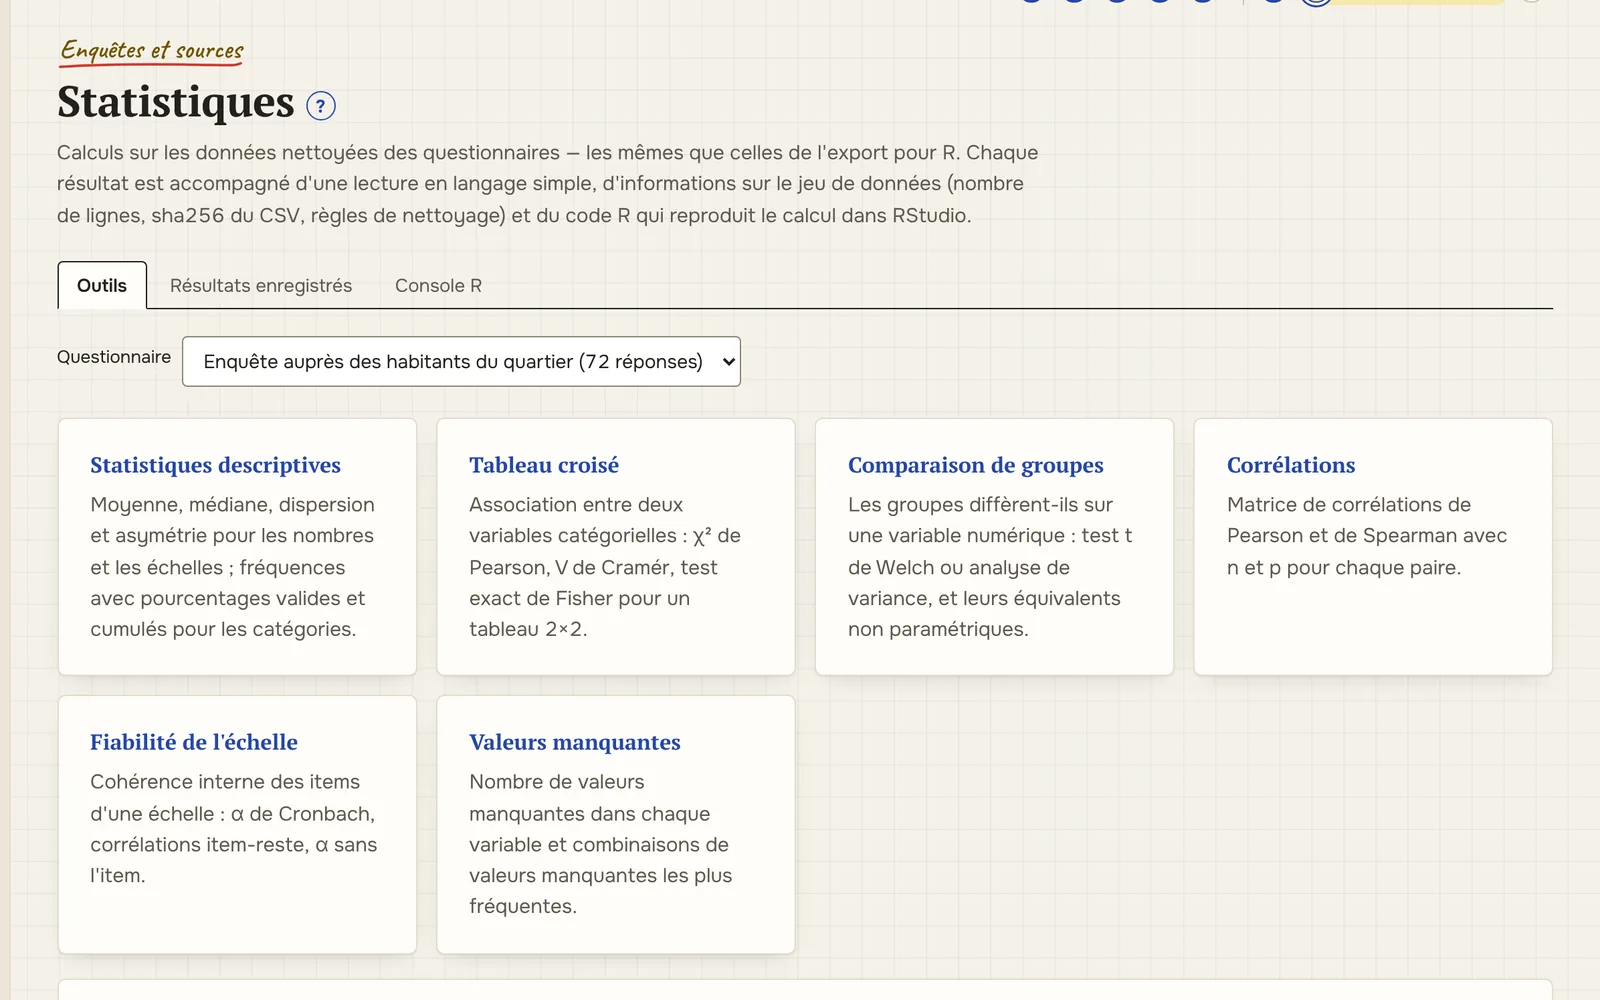 Enquêtes et sources
Statistiques ?
Calculs sur les données nettoyées des questionnaires — les mêmes que celles de l'export pour R. Chaque
résultat est accompagné d'une lecture en langage simple, d'informations sur le jeu de données (nombre
de lignes, sha256 du CSV, règles de nettoyage) et du code R qui reproduit le calcul dans RStudio.
Outils Résultats enregistrés Console R
Questionnaire Enquête auprès des habitants du quartier (72 réponses)
Statistiques descriptives
Moyenne, médiane, dispersion
et asymétrie pour les nombres
et les échelles ; fréquences
avec pourcentages valides et
cumulés pour les catégories.
Tableau croisé
Association entre deux
variables catégorielles : χ² de
Pearson, V de Cramér, test
exact de Fisher pour un
tableau 2×2.
Comparaison de groupes
Les groupes diffèrent-ils sur
une variable numérique : test t
de Welch ou analyse de
variance, et leurs équivalents
non paramétriques.
Corrélations
Matrice de corrélations de
Pearson et de Spearman avec
n et p pour chaque paire.
Fiabilité de l'échelle
Cohérence interne des items
d'une échelle : α de Cronbach,
corrélations item-reste, α sans
l'item.
Valeurs manquantes
Nombre de valeurs
manquantes dans chaque
variable et combinaisons de
valeurs manquantes les plus
fréquentes.